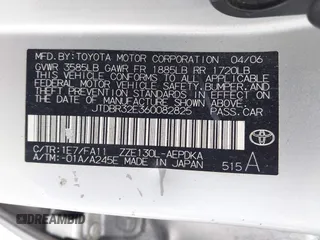 MFD. BY: TOYOTA MOTOR CORPORATION 04/06
GVWR 3585LB GAWR FR 1885LB RR 1720LB
THIS VEHICLE CONFORMS TO ALL APPLICABLE
FEDERAL MOTOR VEHICLE SAFETY, BUMPER,
AND THEFT PREVENTION STANDARDS IN EFFECT
ON THE DATE OF MANUFACTURE SHOWN ABOVE.
JTDBR32E360082825 PASS.CAR
C/TR: 1E7/FA11 ZZE130L-AEPDKA
A/TM: -01A/A245E MADE IN JAPAN
515 A
TOYOTA
DREAMBID